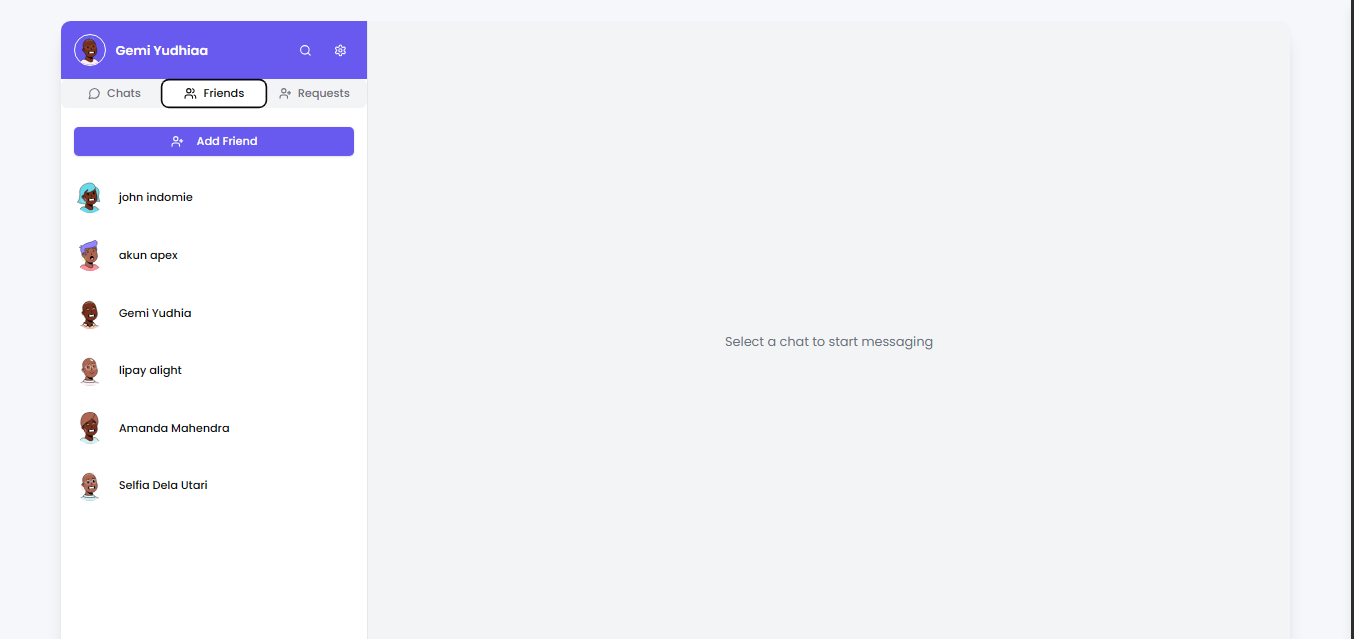 Gemi Yudhiaa
Chats Friends Requests
Add Friend
john indomie
akun apex
Gemi Yudhia
lipay alight
Amanda Mahendra
Selfia Dela Utari
Select a chat to start messaging